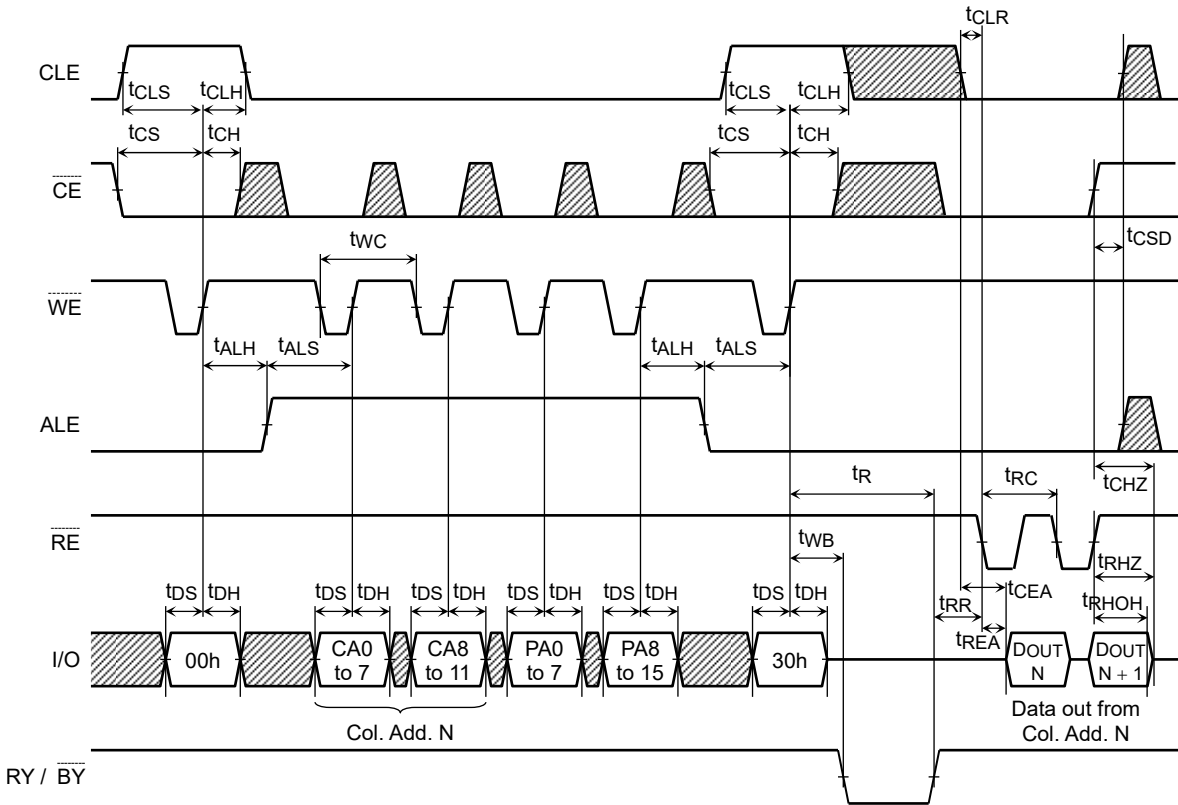 tCLR
CLE
tCLS
tCLH
tCLS
tCLH
tCS
tCH
tCS
tCH
CE
tCSD
tWC
WE
tALH
tALS
tALH
tALS
ALE
tR
tRC
tCHZ
RE
tWB
tDS
tDH
tDS
tDH
tDS
tDH
tDS
tDH
tDS
tDH
tDS
tDH
tRR
tCEA
tREA
tRHZ
tRHOH
I/O
00h
CA0
to 7
CA8
to 11
PA0
to 7
PA8
to 15
30h
DOUT
N
DOUT
N + 1
Col. Add. N
Data out from
Col. Add. N
RY / BY